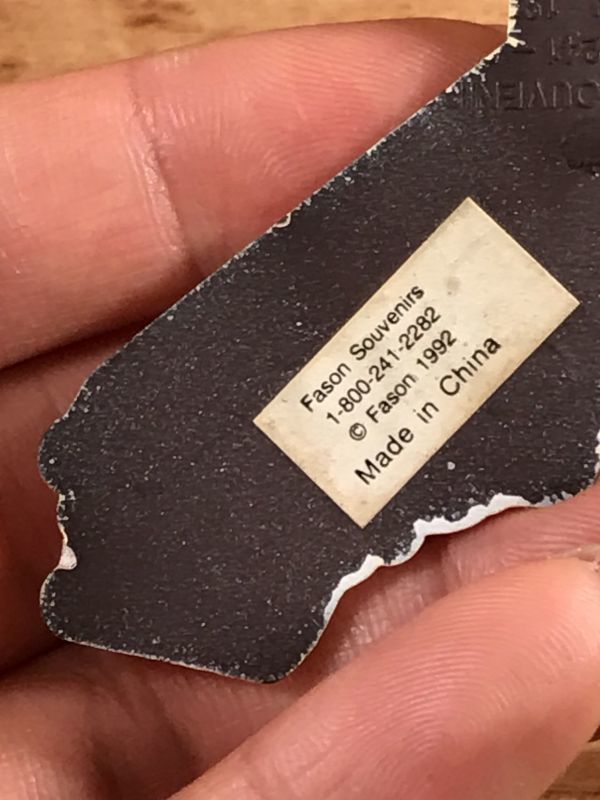 Fason Souvenirs
1-800-241-2282
© Fason 1992
Made in China